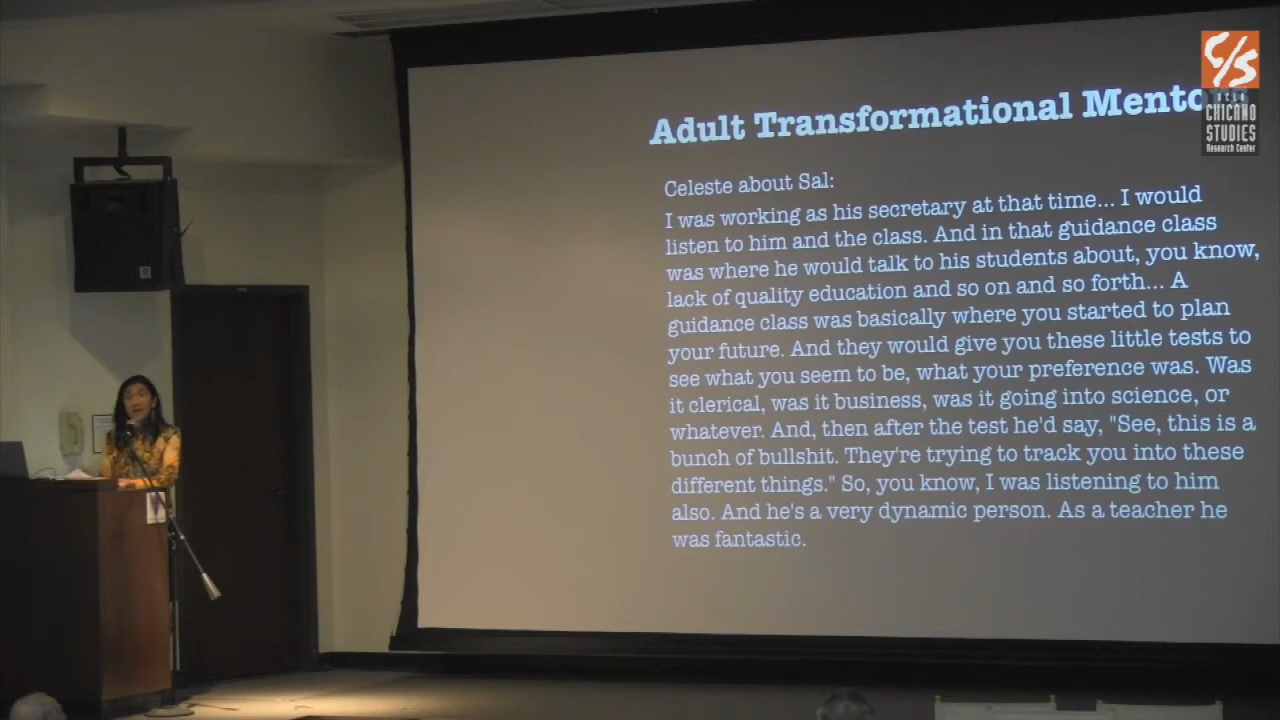 Adult Transformational Mento
Celeste about Sal:
I was working as his secretary at that time... I would
listen to him and the class. And in that guidance class
was where he would talk to his students about, you know,
lack of quality education and so on and so forth... A
guidance class was basically where you started to plan
your future. And they would give you these little tests to
see what you seem to be, what your preference was. Was
it clerical, was it business, was it going into science, or
whatever. And, then after the test he'd say, "See, this is a
bunch of bullshit. They're trying to track you into these
different things." So, you know, I was listening to him
also. And he's a very dynamic person. As a teacher he
was fantastic.
C/S
UCLA
CHICANO
STUDIES
Research Center